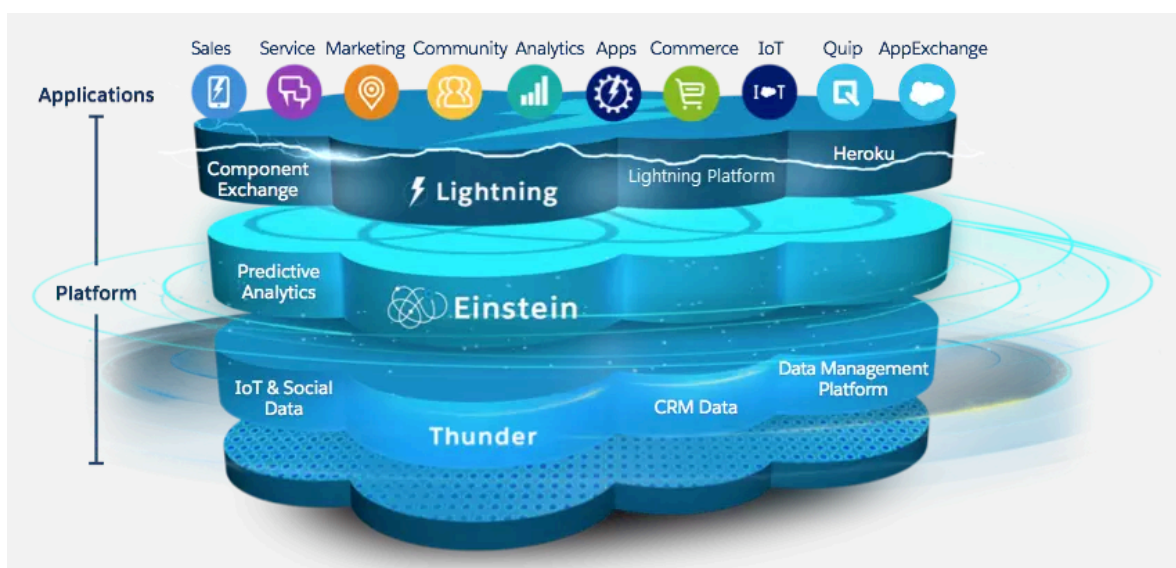 Sales Service Marketing Community Analytics Apps Commerce IoT Quip AppExchange
Applications
I T
Component
Exchange
Lightning
Lightning Platform
Heroku
Platform
Predictive
Analytics
Einstein
IoT & Social
Data
Thunder
CRM Data
Data Management
Platform